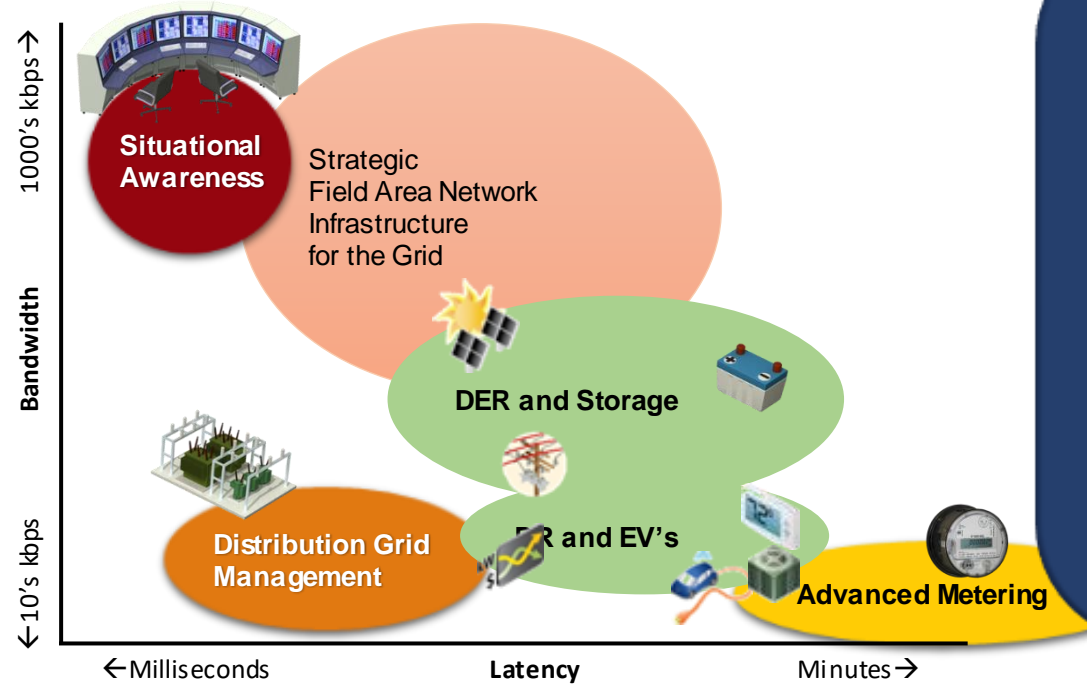 1000's kbps→
Bandwidth
←10's kbps
Situational
Awareness
Strategic
Field Area Network
Infrastructure
for the Grid
DER and Storage
Distribution Grid
Management
and EV's
72°
Advanced Metering
←Milliseconds
Latency
Minutes→